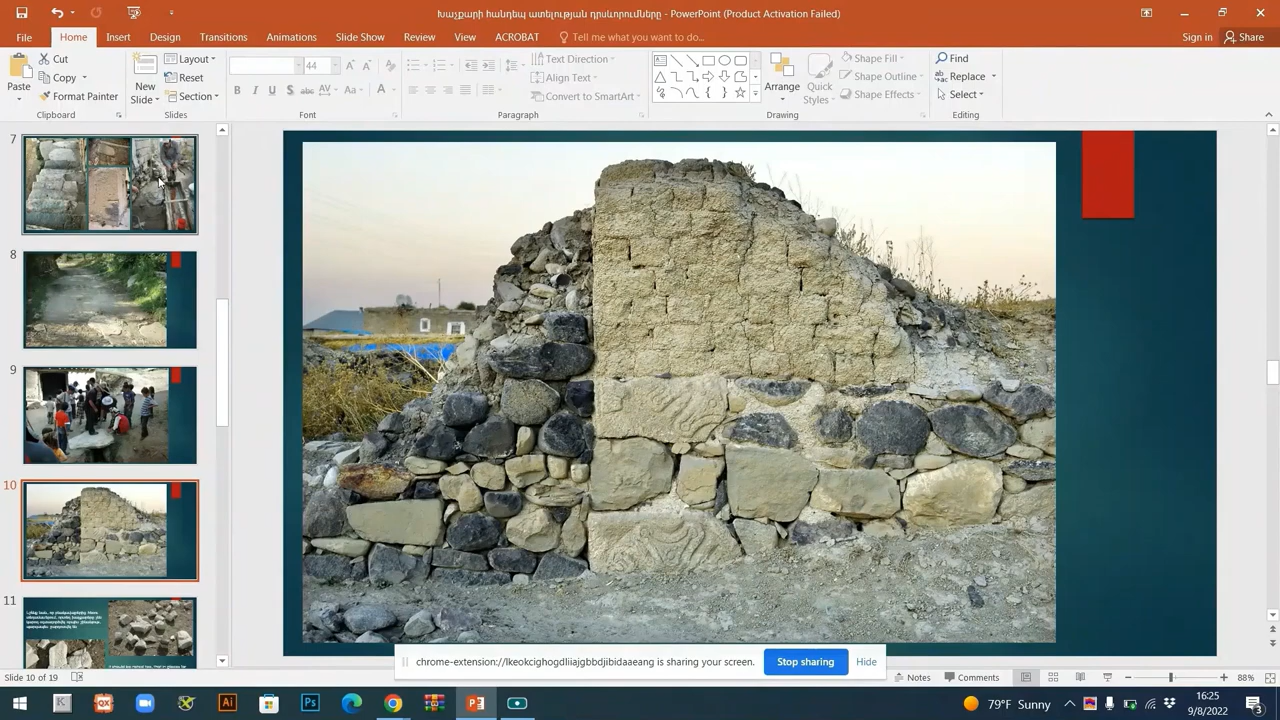 Խաչքարի հանդեպ ատելության դրսևորումները - PowerPoint (Product Activation Failed)
File Home Insert Design Transitions Animations Slide Show Review View ACROBAT Tell me what you want to do... Sign in Share
Paste
Cut
Copy
Format Painter
Clipboard
New Slide
Layout
Reset
Section
Slides
44
B I U S abc AV Aa A
Font
Text Direction
Align Text
Convert to SmartArt
Paragraph
Arrange
Quick Styles
Shape Fill
Shape Outline
Shape Effects
Drawing
Find
Replace
Select
Editing
7
8
9
10
11
is sharing your screen.
Stop sharing
Hide
Slide 10 of 19
Notes
Comments
88%
79°F Sunny
16:25
9/8/2022
3